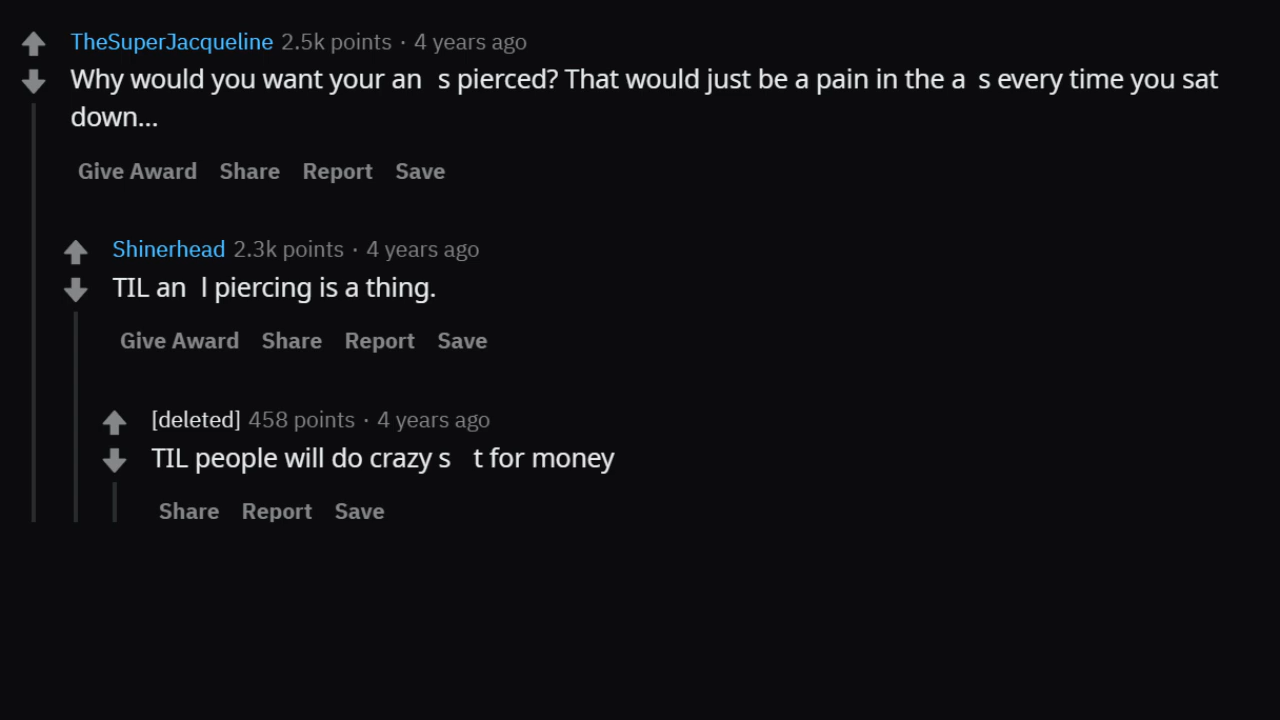 TheSuperJacqueline 2.5k points · 4 years ago
Why would you want your an  s pierced? That would just be a pain in the a  s every time you sat
down...
Give Award Share Report Save
Shinerhead 2.3k points · 4 years ago
TIL an  l piercing is a thing.
Give Award Share Report Save
[deleted] 458 points · 4 years ago
TIL people will do crazy s   t for money
Share Report Save